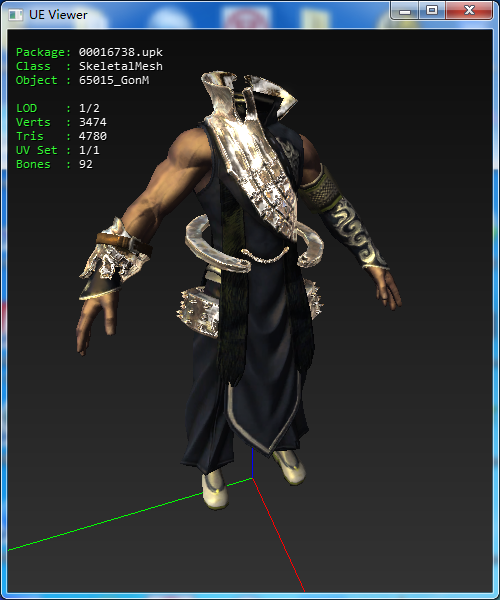 UE Viewer
Package: 00016738.upk
Class : SkeletalMesh
Object : 65015_GonM
LOD : 1/2
Verts : 3474
Tris : 4780
UV Set : 1/1
Bones : 92